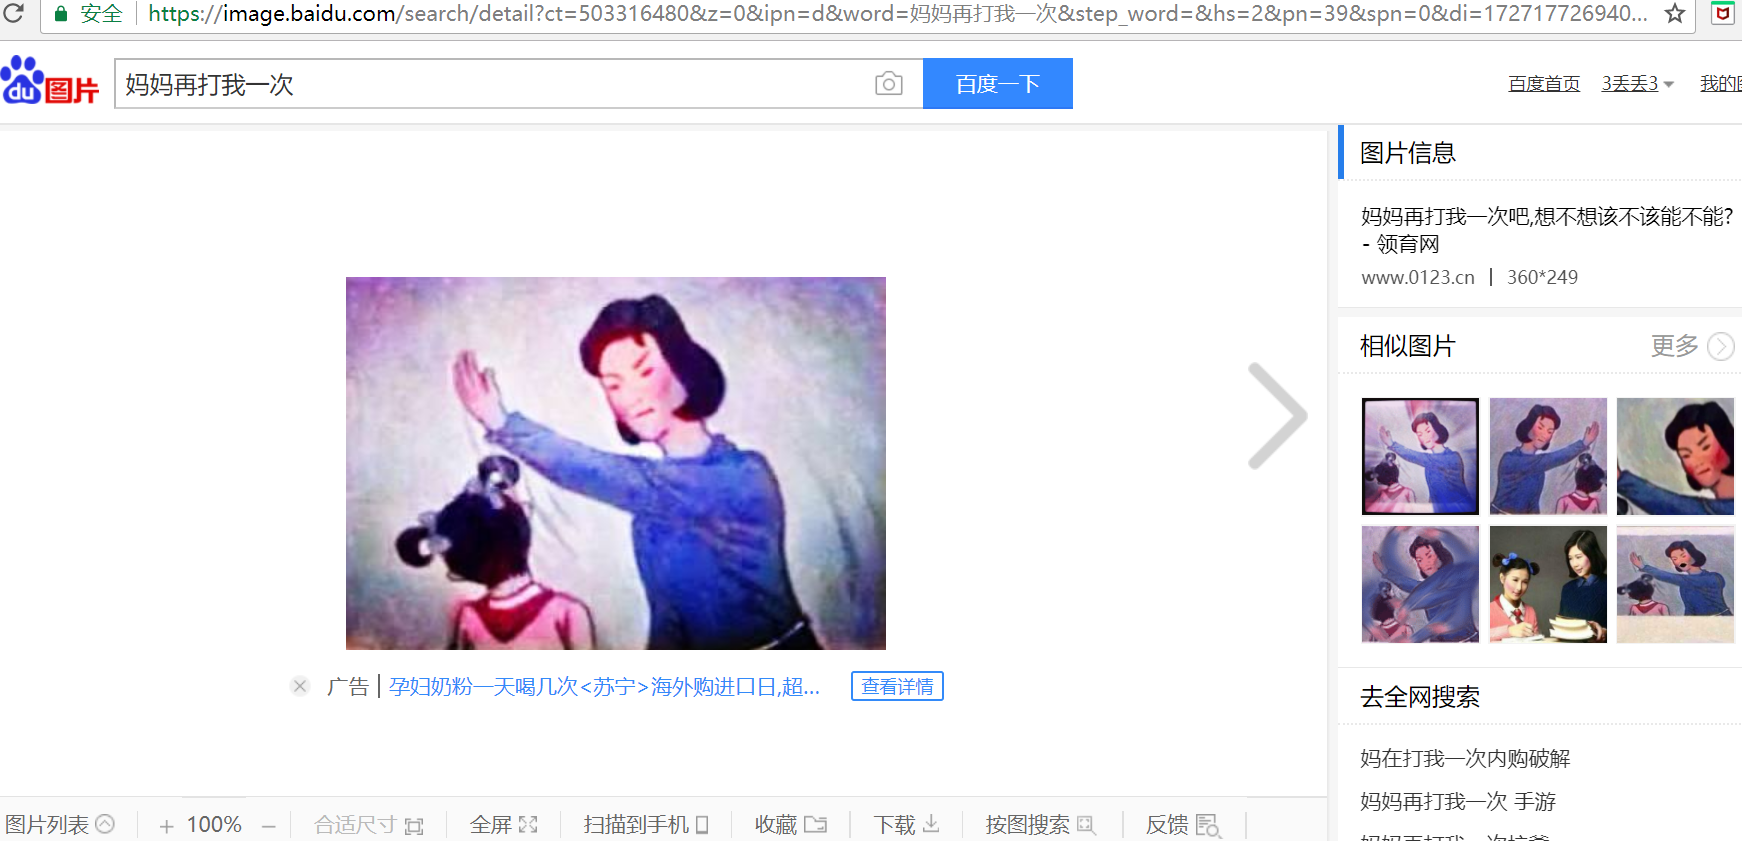 安全 https://image.baidu.com/search/detail?ct=503316480&z=0&ipn=d&word=妈妈再打我一次&step_word=&hs=2&pn=39&spn=0&di=172717726940...
du图片 妈妈再打我一次 百度一下 百度首页 3丢丢3 我的
图片信息
妈妈再打我一次吧,想不想该不该能不能?
- 领育网
www.0123.cn | 360*249
相似图片 更多
广告 | 孕妇奶粉一天喝几次<苏宁>海外购进口日,超... 查看详情
去全网搜索
妈在打我一次内购破解
妈妈再打我一次 手游
图片列表 + 100% − 合适尺寸 全屏 扫描到手机 收藏 下载 按图搜索 反馈